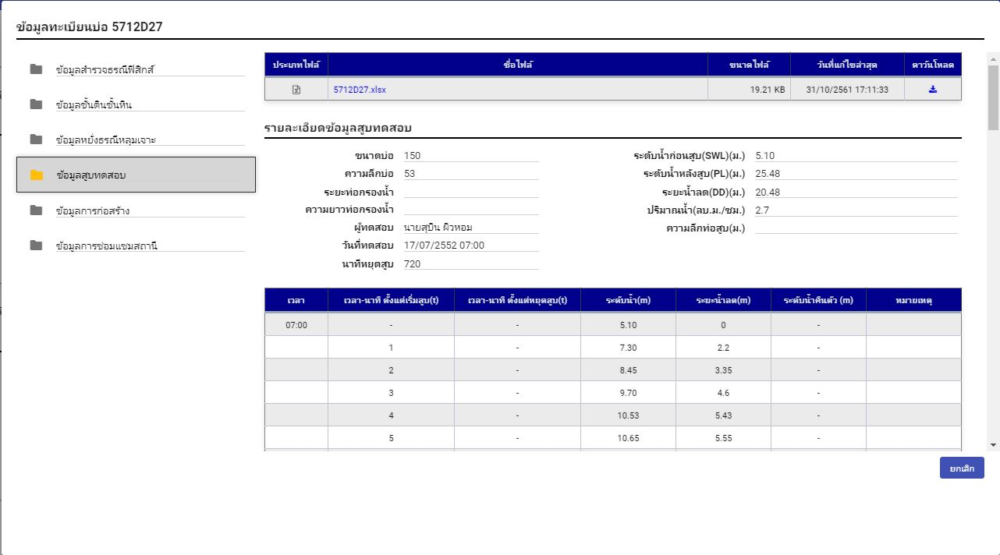 ข้อมูลทะเบียนบ่อ 5712D27
ข้อมูลสำรวจธรณีฟิสิกส์
ข้อมูลชั้นดินชั้นหิน
ข้อมูลหยั่งธรณีหลุมเจาะ
ข้อมูลสูบทดสอบ
ข้อมูลการก่อสร้าง
ข้อมูลการซ่อมแซมสถานี
ประเภทไฟล์ ชื่อไฟล์ ขนาดไฟล์ วันที่แก้ไขล่าสุด ดาว์นโหลด
5712D27.xlsx 19.21 KB 31/10/2561 17:11:33
รายละเอียดข้อมูลสูบทดสอบ
ขนาดบ่อ 150 ระดับน้ำก่อนสูบ(SWL)(ม.) 5.10
ความลึกบ่อ 53 ระดับน้ำหลังสูบ(PL)(ม.) 25.48
ระยะท่อกรองน้ำ ระยะน้ำลด(DD)(ม.) 20.48
ความยาวท่อกรองน้ำ ปริมาณน้ำ(ลบ.ม./ชม.) 2.7
ผู้ทดสอบ นายสุบิน ผิวหอม ความลึกท่อสูบ(ม.)
วันที่ทดสอบ 17/07/2552 07:00
นาทีหยุดสูบ 720
เวลา เวลา-นาที ตั้งแต่เริ่มสูบ(t) เวลา-นาที ตั้งแต่หยุดสูบ(t) ระดับน้ำ(m) ระยะน้ำลด(m) ระดับน้ำคืนตัว (m) หมายเหตุ
07:00 - - 5.10 0 -
1 - 7.30 2.2 -
2 - 8.45 3.35 -
3 - 9.70 4.6 -
4 - 10.53 5.43 -
5 - 10.65 5.55 -
ยกเลิก